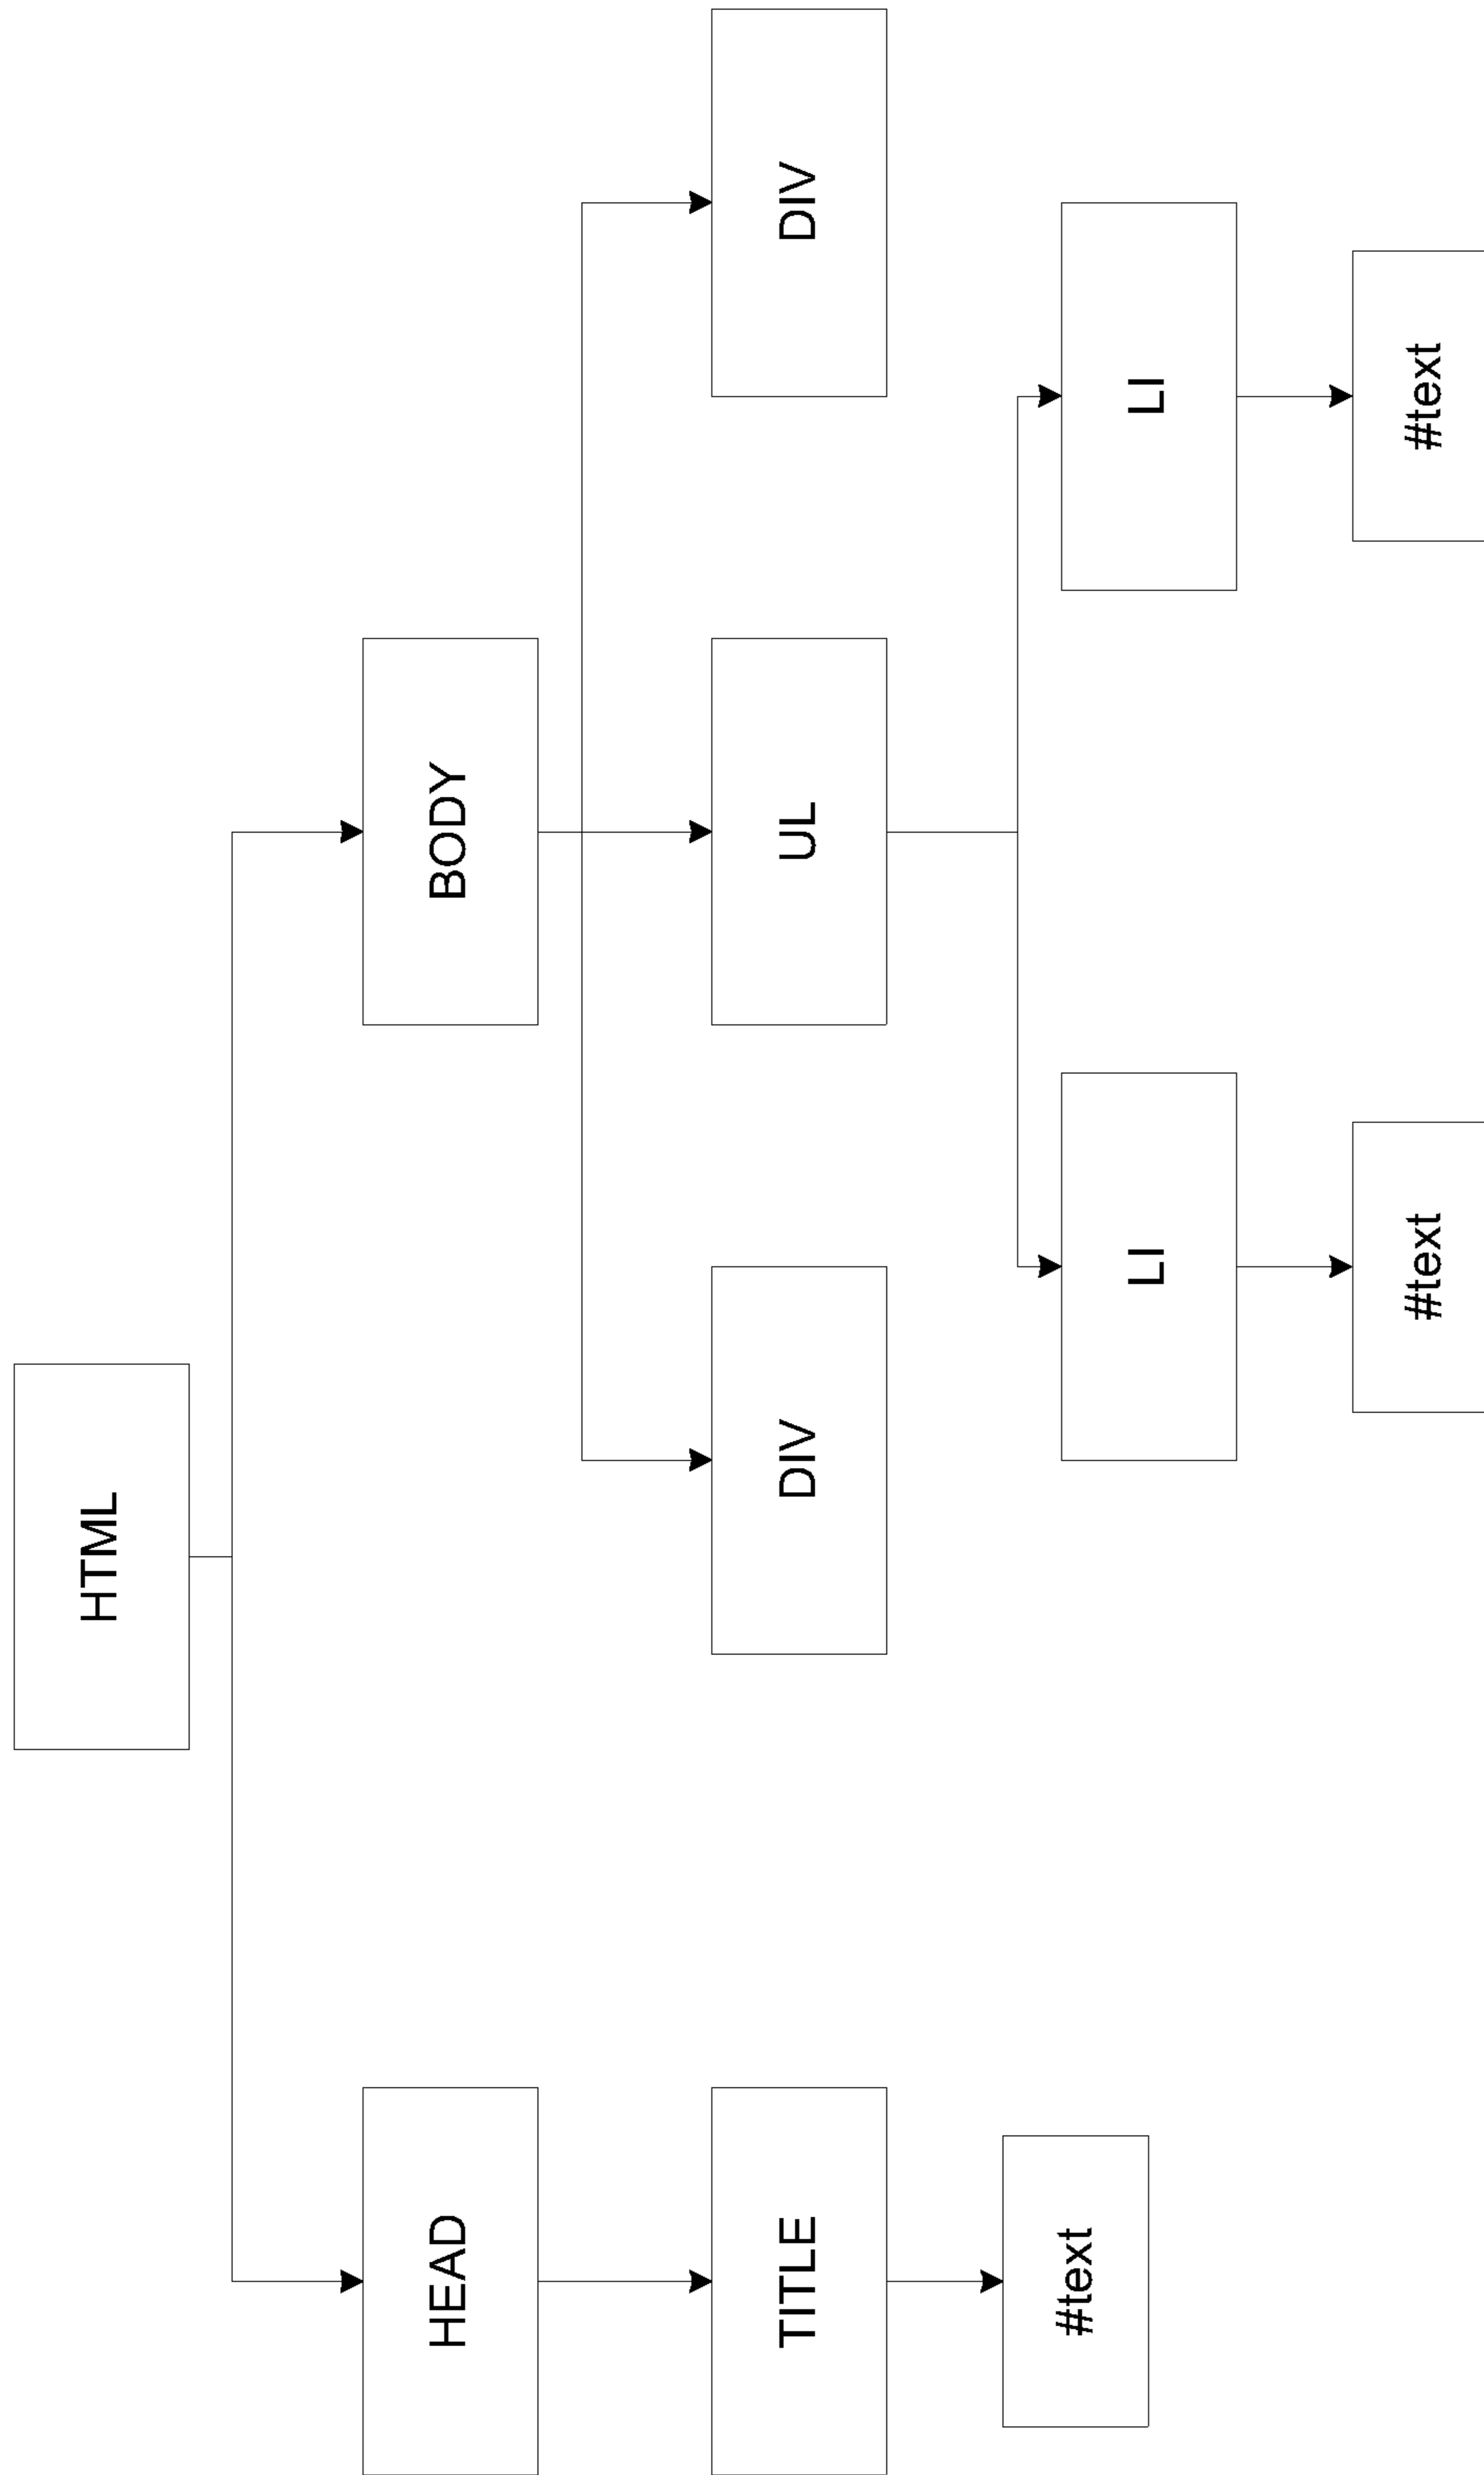 HTML
HEAD
BODY
TITLE
DIV
UL
DIV
#text
LI
LI
#text
#text